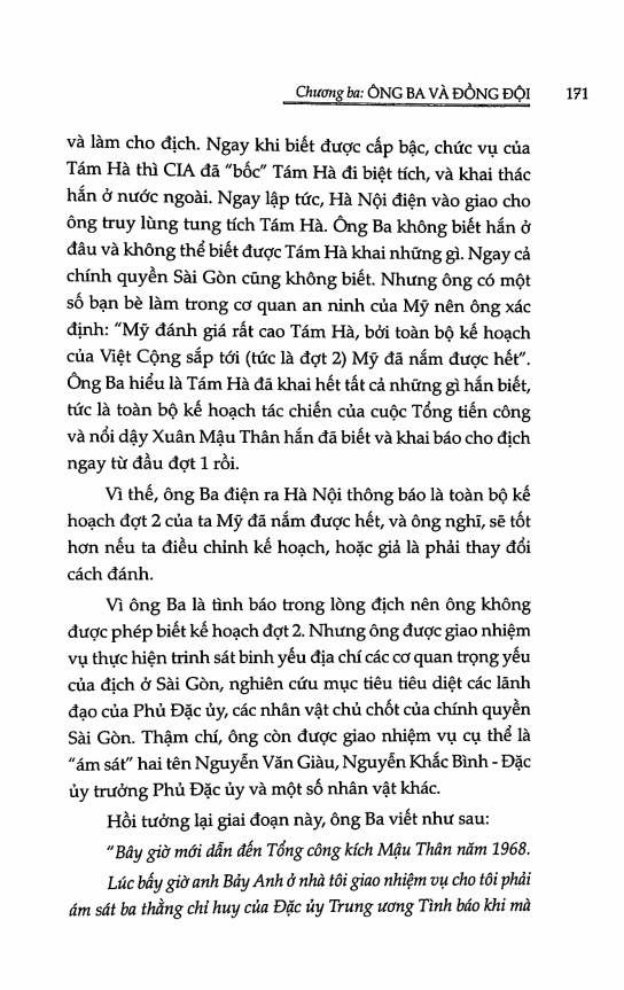 Chương ba: ÔNG BA VÀ ĐỒNG ĐỘI 171
và làm cho địch. Ngay khi biết được cấp bậc, chức vụ của
Tám Hà thì CIA đã "bốc" Tám Hà đi biệt tích, và khai thác
hắn ở nước ngoài. Ngay lập tức, Hà Nội điện vào giao cho
ông truy lùng tung tích Tám Hà. Ông Ba không biết hắn ở
đâu và không thể biết được Tám Hà khai những gì. Ngay cả
chính quyền Sài Gòn cũng không biết. Nhưng ông có một
số bạn bè làm trong cơ quan an ninh của Mỹ nên ông xác
định: "Mỹ đánh giá rất cao Tám Hà, bởi toàn bộ kế hoạch
của Việt Cộng sắp tới (tức là đợt 2) Mỹ đã nắm được hết".
Ông Ba hiểu là Tám Hà đã khai hết tất cả những gì hắn biết,
tức là toàn bộ kế hoạch tác chiến của cuộc Tổng tiến công
và nổi dậy Xuân Mậu Thân hắn đã biết và khai báo cho địch
ngay từ đầu đợt 1 rồi.
Vì thế, ông Ba điện ra Hà Nội thông báo là toàn bộ kế
hoạch đợt 2 của ta Mỹ đã nắm được hết, và ông nghĩ, sẽ tốt
hơn nếu ta điều chỉnh kế hoạch, hoặc giả là phải thay đổi
cách đánh.
Vì ông Ba là tình báo trong lòng địch nên ông không
được phép biết kế hoạch đợt 2. Nhưng ông được giao nhiệm
vụ thực hiện trinh sát binh yếu địa chí các cơ quan trọng yếu
của địch ở Sài Gòn, nghiên cứu mục tiêu tiêu diệt các lãnh
đạo của Phủ Đặc ủy, các nhân vật chủ chốt của chính quyền
Sài Gòn. Thậm chí, ông còn được giao nhiệm vụ cụ thể là
"ám sát" hai tên Nguyễn Văn Giàu, Nguyễn Khắc Bình - Đặc
ủy trưởng Phủ Đặc ủy và một số nhân vật khác.
Hồi tưởng lại giai đoạn này, ông Ba viết như sau:
"Bây giờ mới dẫn đến Tổng công kích Mậu Thân năm 1968.
Lúc bấy giờ anh Bảy Anh ở nhà tôi giao nhiệm vụ cho tôi phải
ám sát ba thằng chỉ huy của Đặc ủy Trung ương Tình báo khi mà